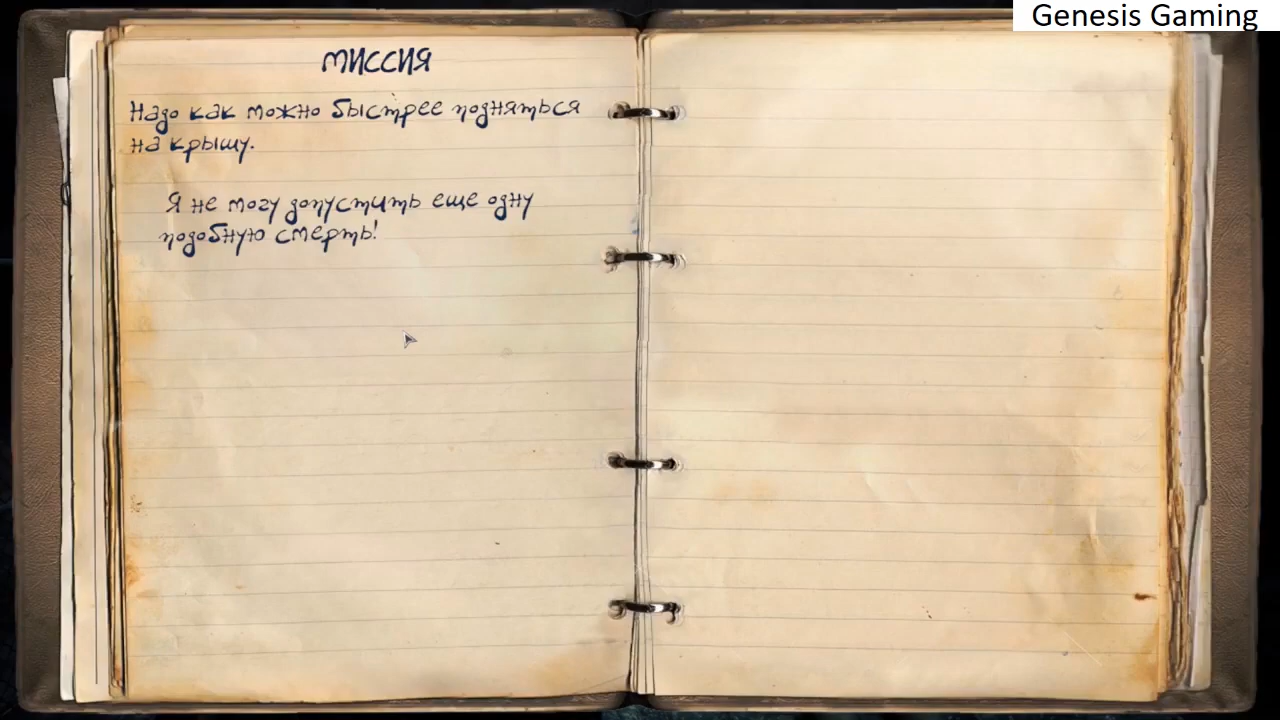 Genesis Gaming
МИССИЯ
Надо как можно быстрее подняться
на крышу.
Я не могу допустить еще одну
подобную смерть!